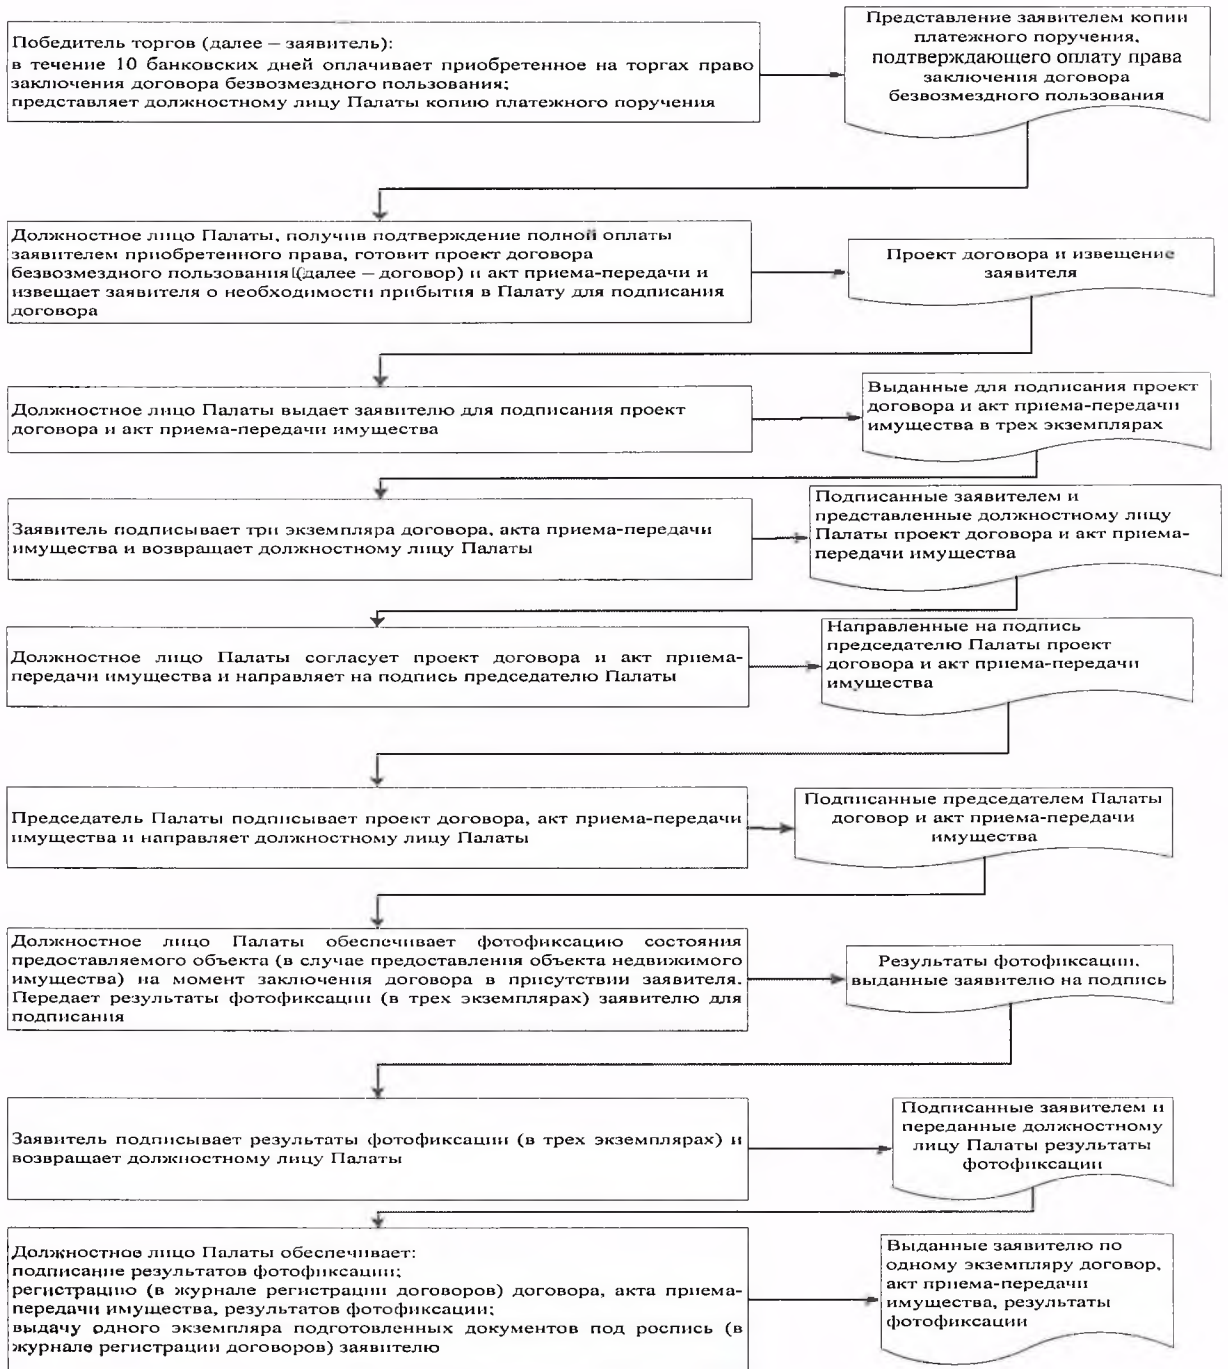 Победитель торгов (далее – заявитель):
в течение 10 банковских дней оплачивает приобретенное на торгах право
заключения договора безвозмездного пользования;
представляет должностному лицу Палаты копию платежного поручения
Представление заявителем копии
платежного поручения,
подтверждающего оплату права
заключения договора
безвозмездного пользования
Должностное лицо Палаты, получив подтверждение полной оплаты
заявителем приобретенного права, готовит проект договора
безвозмездного пользования (далее – договор) и акт приема-передачи и
извещает заявителя о необходимости прибытия в Палату для подписания
договора
Проект договора и извещение
заявителя
Должностное лицо Палаты выдает заявителю для подписания проект
договора и акт приема-передачи имущества
Выданные для подписания проект
договора и акт приема-передачи
имущества в трех экземплярах
Заявитель подписывает три экземпляра договора, акта приема-передачи
имущества и возвращает должностному лицу Палаты
Подписанные заявителем и
представленные должностному лицу
Палаты проект договора и акт приема-
передачи имущества
Должностное лицо Палаты согласует проект договора и акт приема-
передачи имущества и направляет на подпись председателю Палаты
Направленные на подпись
председателю Палаты проект
договора и акт приема-передачи
имущества
Председатель Палаты подписывает проект договора, акт приема-передачи
имущества и направляет должностному лицу Палаты
Подписанные председателем Палаты
договор и акт приема-передачи
имущества
Должностное лицо Палаты обеспечивает фотофиксацию состояния
предоставляемого объекта (в случае предоставления объекта недвижимого
имущества) на момент заключения договора в присутствии заявителя.
Передает результаты фотофиксации (в трех экземплярах) заявителю для
подписания
Результаты фотофиксации,
выданные заявителю на подпись
Заявитель подписывает результаты фотофиксации (в трех экземплярах) и
возвращает должностному лицу Палаты
Подписанные заявителем и
переданные должностному
лицу Палаты результаты
фотофиксации
Должностное лицо Палаты обеспечивает:
подписание результатов фотофиксации;
регистрацию (в журнале регистрации договоров) договора, акта приема-
передачи имущества, результатов фотофиксации;
выдачу одного экземпляра подготовленных документов под роспись (в
журнале регистрации договоров) заявителю
Выданные заявителю по
одному экземпляру договор,
акт приема-передачи
имущества, результаты
фотофиксации